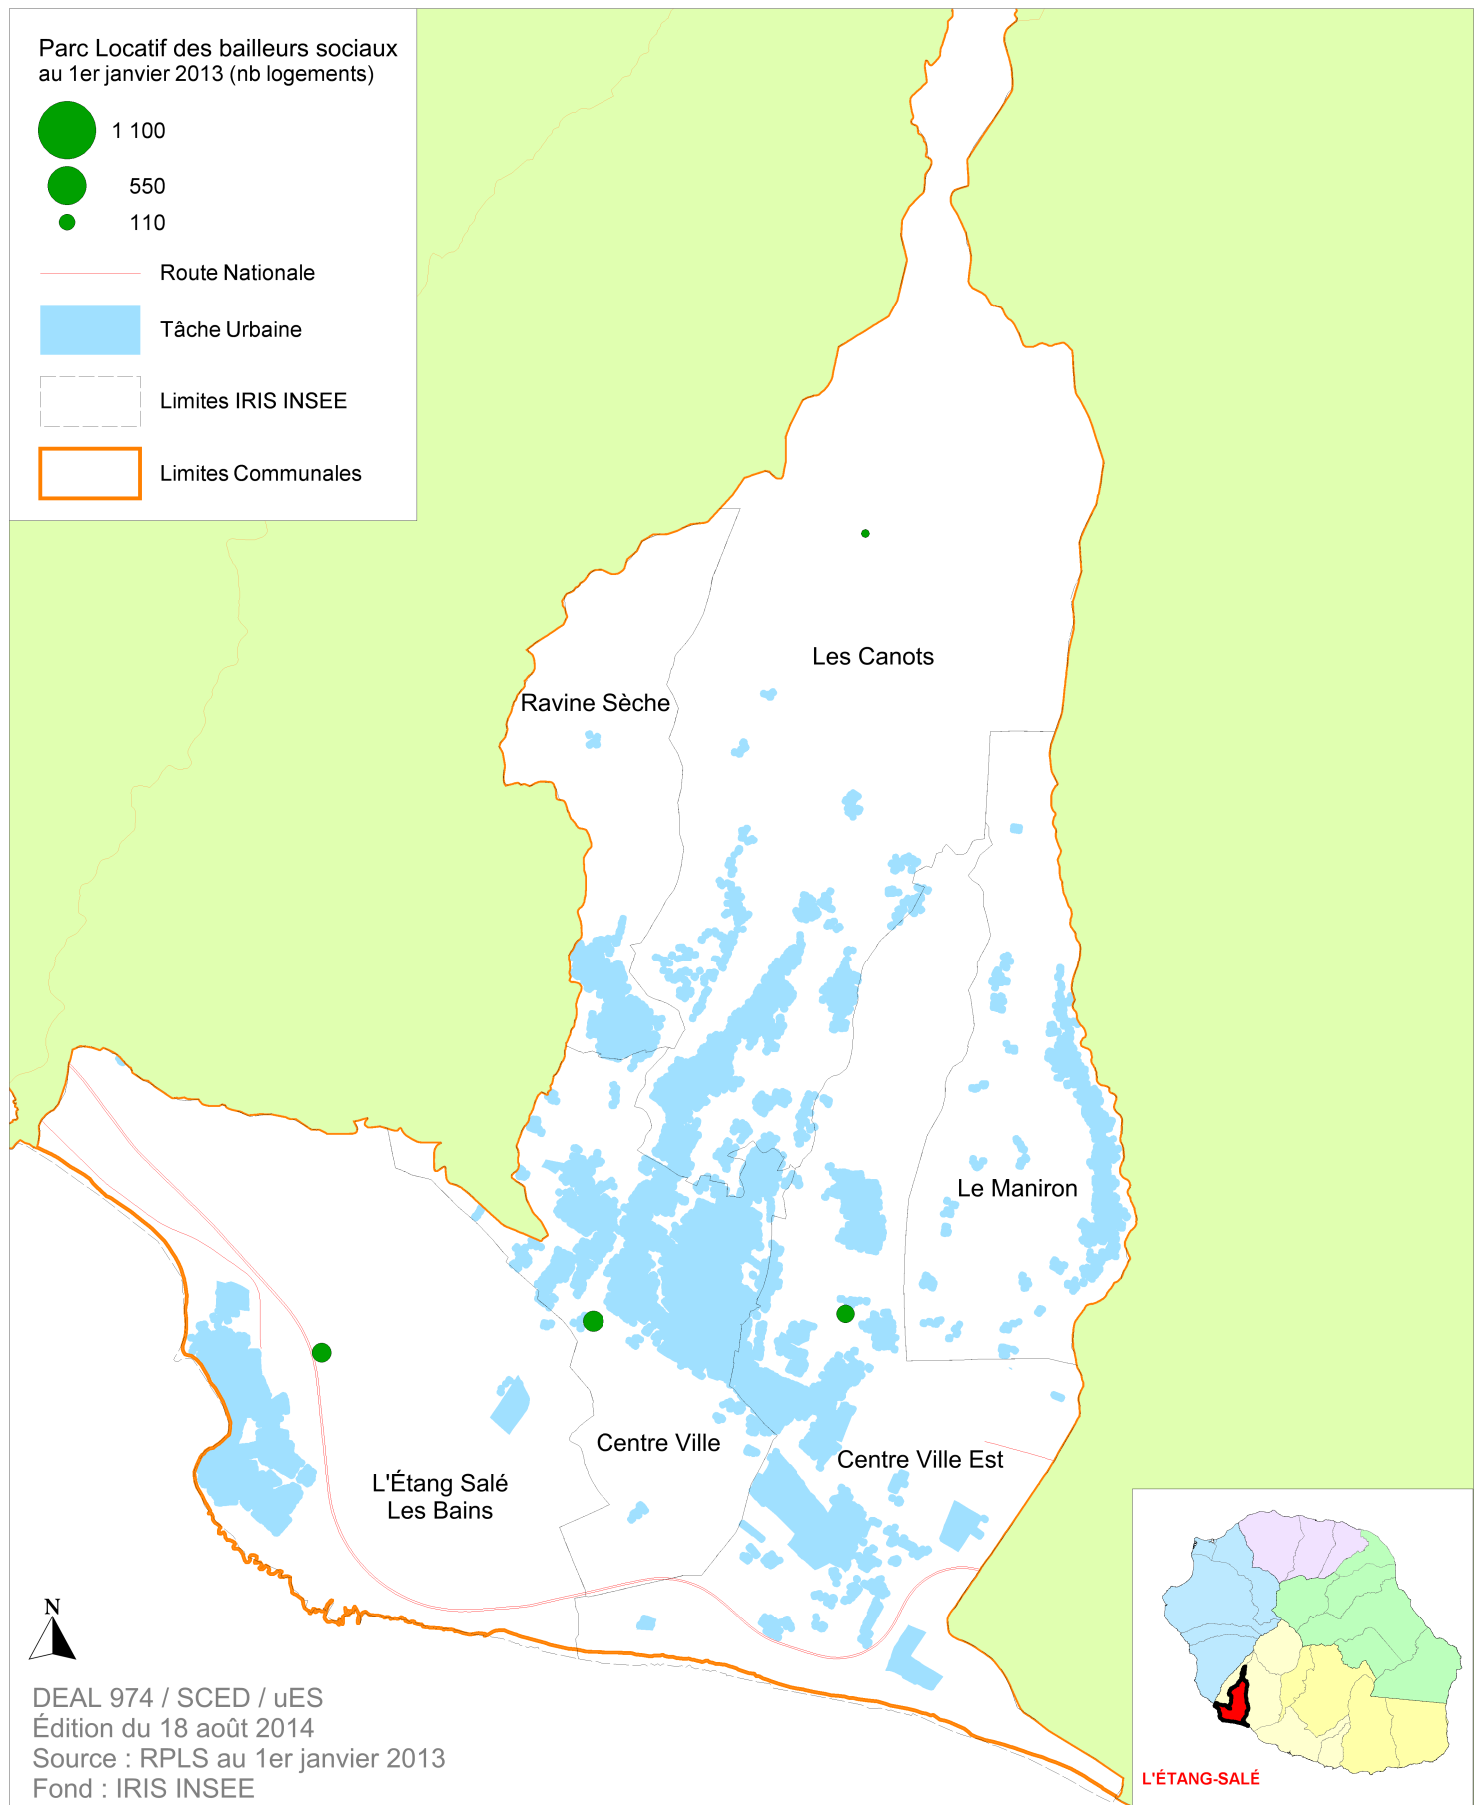 Parc Locatif des bailleurs sociaux
au 1er janvier 2013 (nb logements)
1 100
550
110
Route Nationale
Tâche Urbaine
Limites IRIS INSEE
Limites Communales
Les Canots
Ravine Sèche
Le Maniron
Centre Ville
Centre Ville Est
L'Étang Salé
Les Bains
N
DEAL 974 / SCED / uES
Édition du 18 août 2014
Source : RPLS au 1er janvier 2013
Fond : IRIS INSEE
L'ÉTANG-SALÉ